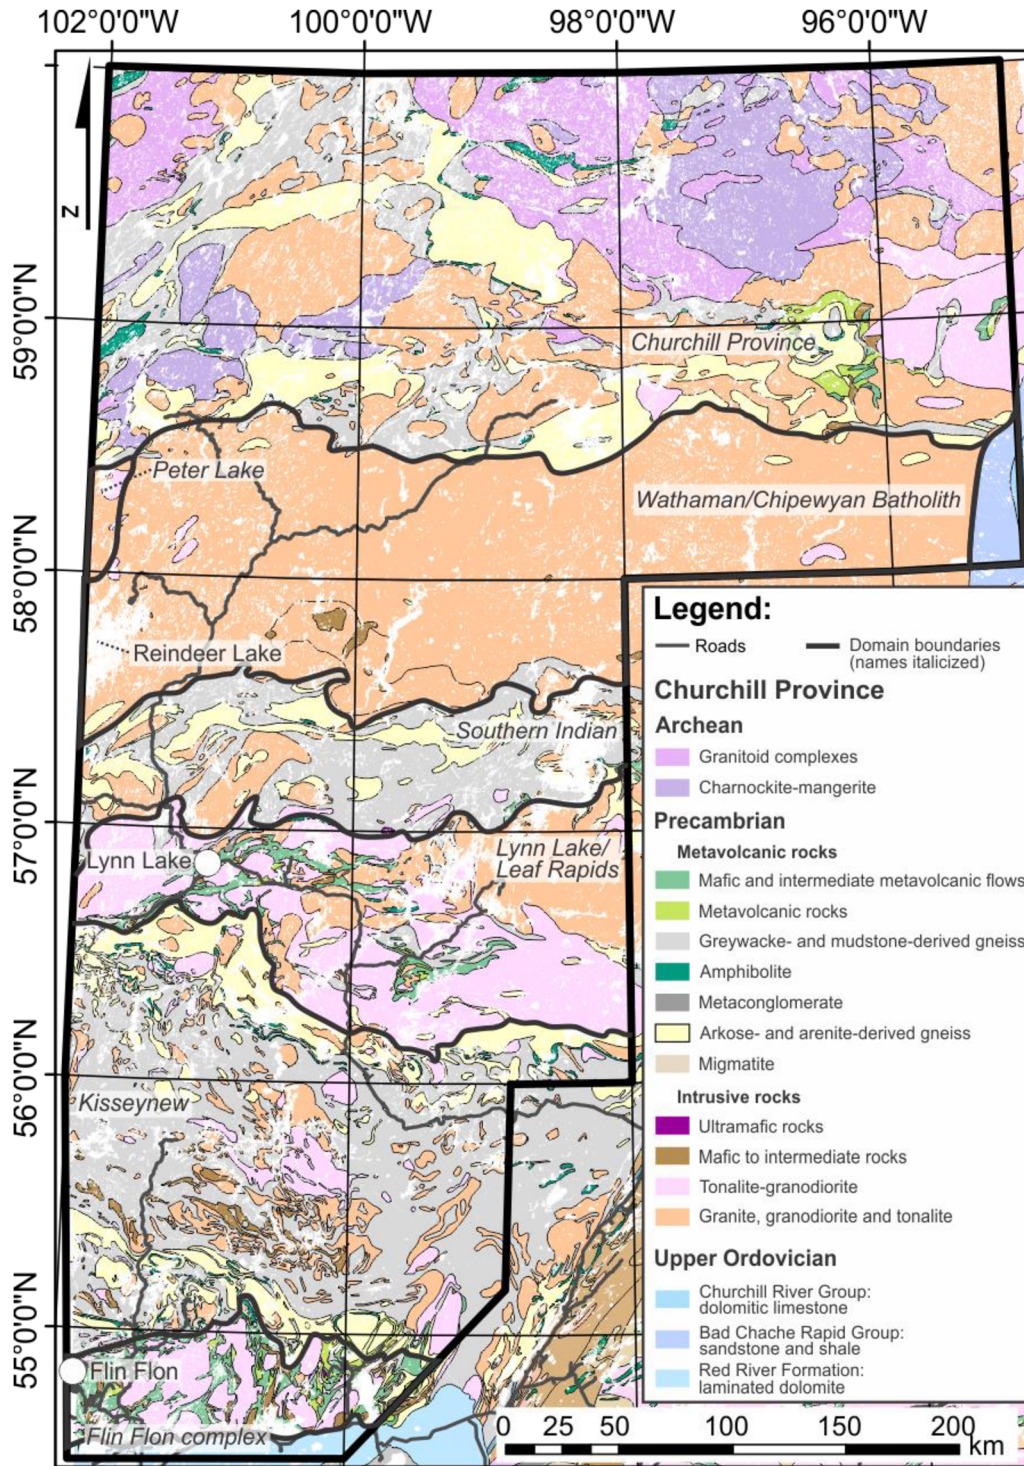 102°0'0"W 100°0'0"W 98°0'0"W 96°0'0"W
z
59°0'0"N
58°0'0"N
57°0'0"N
56°0'0"N
55°0'0"N
Churchill Province
Peter Lake
Wathaman/Chipewyan Batholith
Reindeer Lake
Southern Indian
Lynn Lake
Lynn Lake/
Leaf Rapids
Kisseynew
Flin Flon
Flin Flon complex
Legend:
Roads
Domain boundaries
(names italicized)
Churchill Province
Archean
Granitoid complexes
Charnockite-mangerite
Precambrian
Metavolcanic rocks
Mafic and intermediate metavolcanic flows
Metavolcanic rocks
Greywacke- and mudstone-derived gneiss
Amphibolite
Metaconglomerate
Arkose- and arenite-derived gneiss
Migmatite
Intrusive rocks
Ultramafic rocks
Mafic to intermediate rocks
Tonalite-granodiorite
Granite, granodiorite and tonalite
Upper Ordovician
Churchill River Group:
dolomitic limestone
Bad Chache Rapid Group:
sandstone and shale
Red River Formation:
laminated dolomite
0 25 50 100 150 200
km